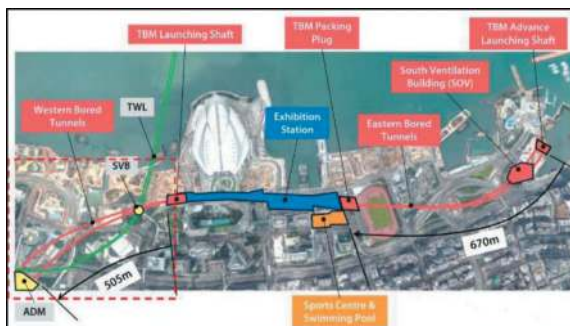 TBM Launching Shaft
TBM Packing
Plug
TBM Advance
Launching Shaft
South Ventilation
Building (SOV)
Western Bored
Tunnels
TWL
Exhibition
Station
Eastern Bored
Tunnels
SVB
505m
670m
ADM
Sports Centre &
Swimming Pool